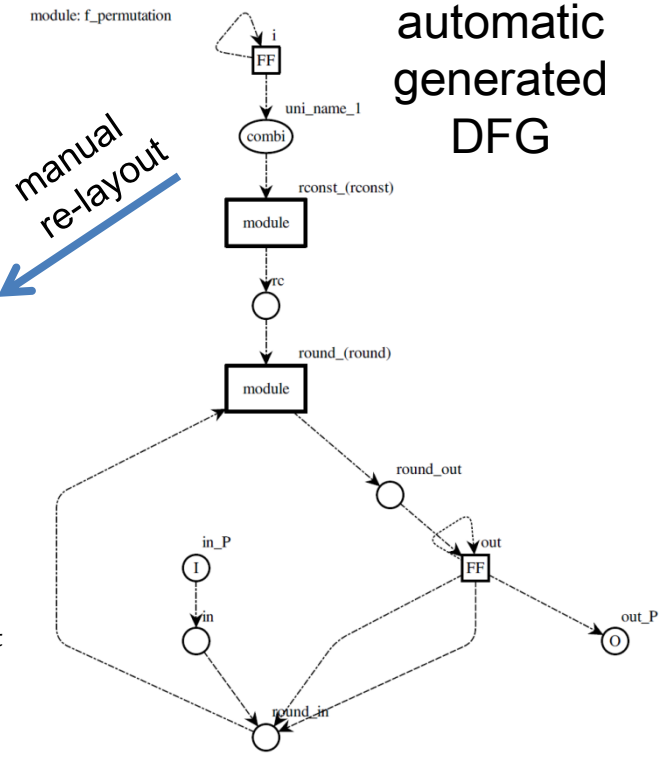 module: f_permutation
automatic
generated
DFG
i
FF
uni_name_1
combi
manual
re-layout
rconst_(rconst)
module
rc
round_(round)
module
round_out
in_P
I
out
FF
in
out_P
O
t
round_in